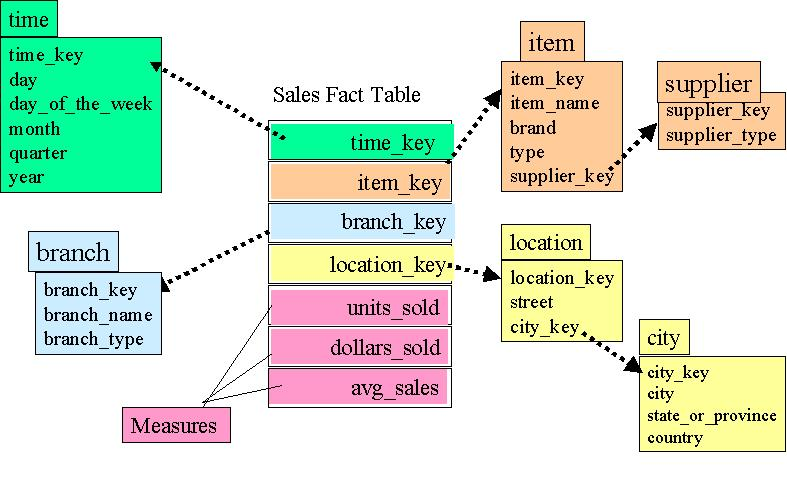 time
time_key
day
day_of_the_week
month
quarter
year
Sales Fact Table
time_key
item_key
branch_key
location_key
units_sold
dollars_sold
avg_sales
Measures
branch
branch_key
branch_name
branch_type
item
item_key
item_name
brand
type
supplier_key
supplier
supplier_key
supplier_type
location
location_key
street
city_key
city
city_key
city
state_or_province
country